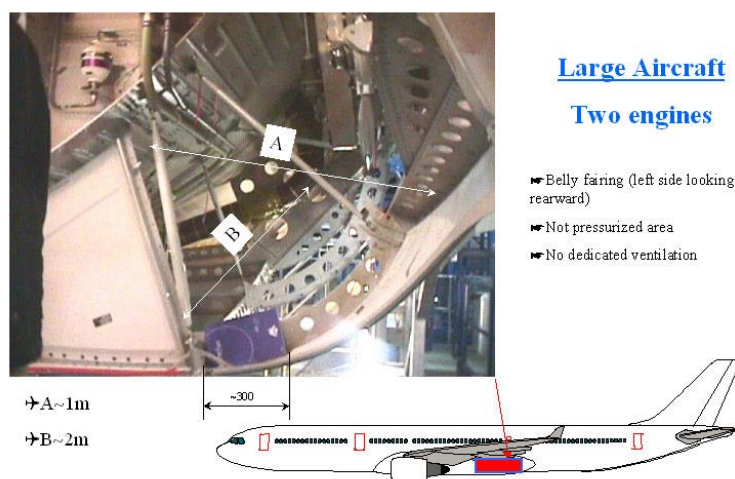 Large Aircraft
Two engines
A
B
☛Belly fairing (left side looking
rearward)
☛Not pressurized area
☛No dedicated ventilation
~300
✈A~1m
✈B~2m